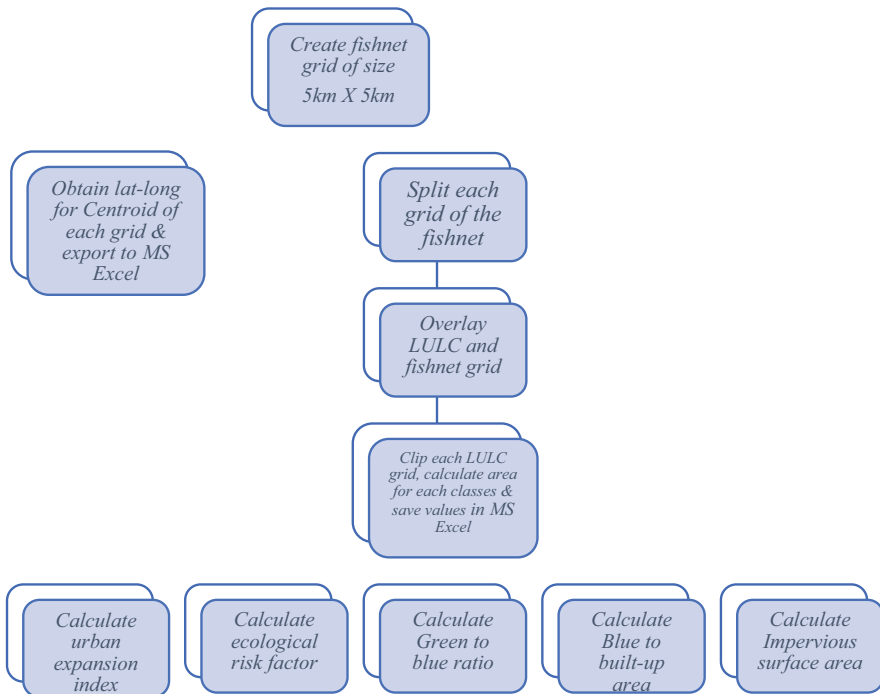 Create fishnet
grid of size
5km X 5km
Obtain lat-long
for Centroid of
each grid &
export to MS
Excel
Split each
grid of the
fishnet
Overlay
LULC and
fishnet grid
Clip each LULC
grid, calculate area
for each classes &
save values in MS
Excel
Calculate
urban
expansion
index
Calculate
ecological
risk factor
Calculate
Green to
blue ratio
Calculate
Blue to
built-up
area
Calculate
Impervious
surface area